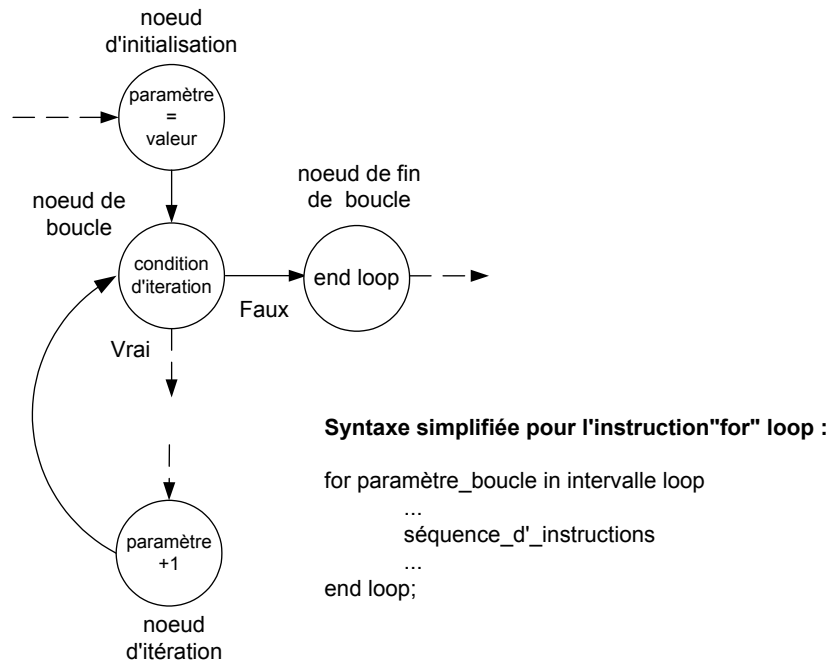 noeud
d'initialisation
paramètre
=
valeur
noeud de
boucle
noeud de fin
de boucle
condition
d'iteration
end loop
Faux
Vrai
Syntaxe simplifiée pour l'instruction"for" loop :
for paramètre_boucle in intervalle loop
...
séquence_d'_instructions
...
end loop;
paramètre
+1
noeud
d'itération